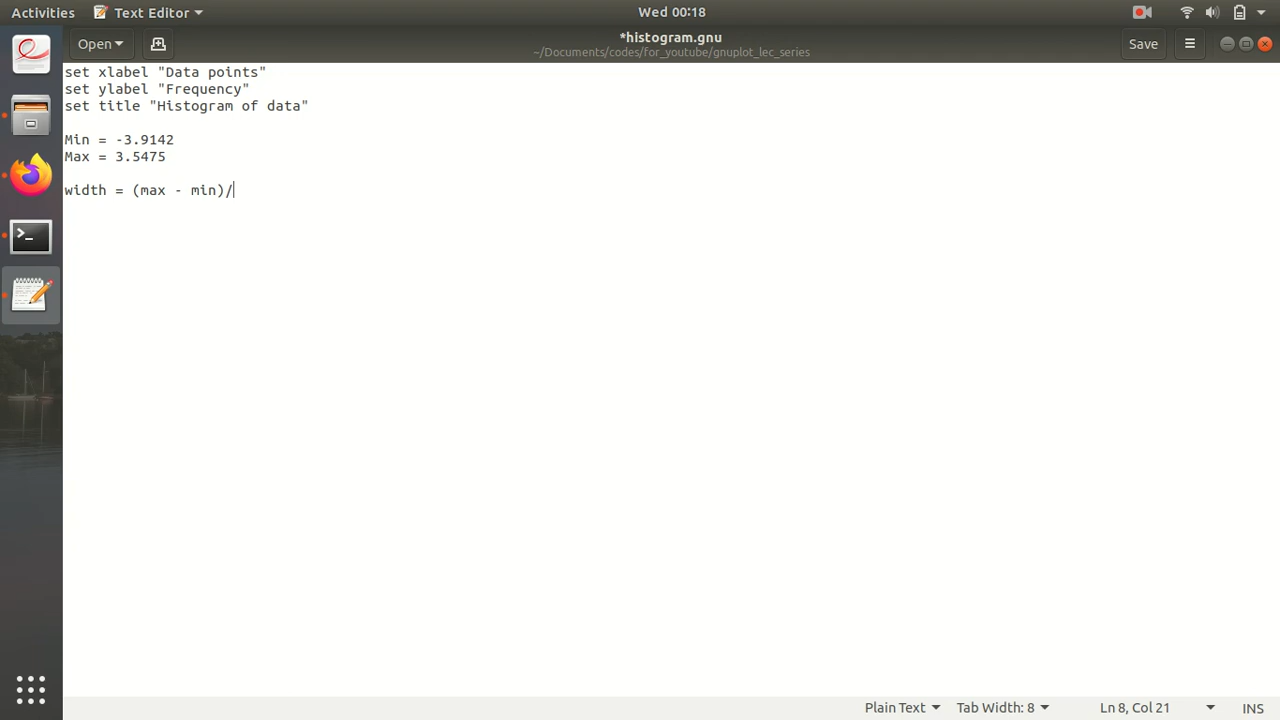 Activities Text Editor Wed 00:18
Open *histogram.gnu Save
~/Documents/codes/for_youtube/gnuplot_lec_series
set xlabel "Data points"
set ylabel "Frequency"
set title "Histogram of data"
Min = -3.9142
Max = 3.5475
width = (max - min)/
Plain Text Tab Width: 8 Ln 8, Col 21 INS